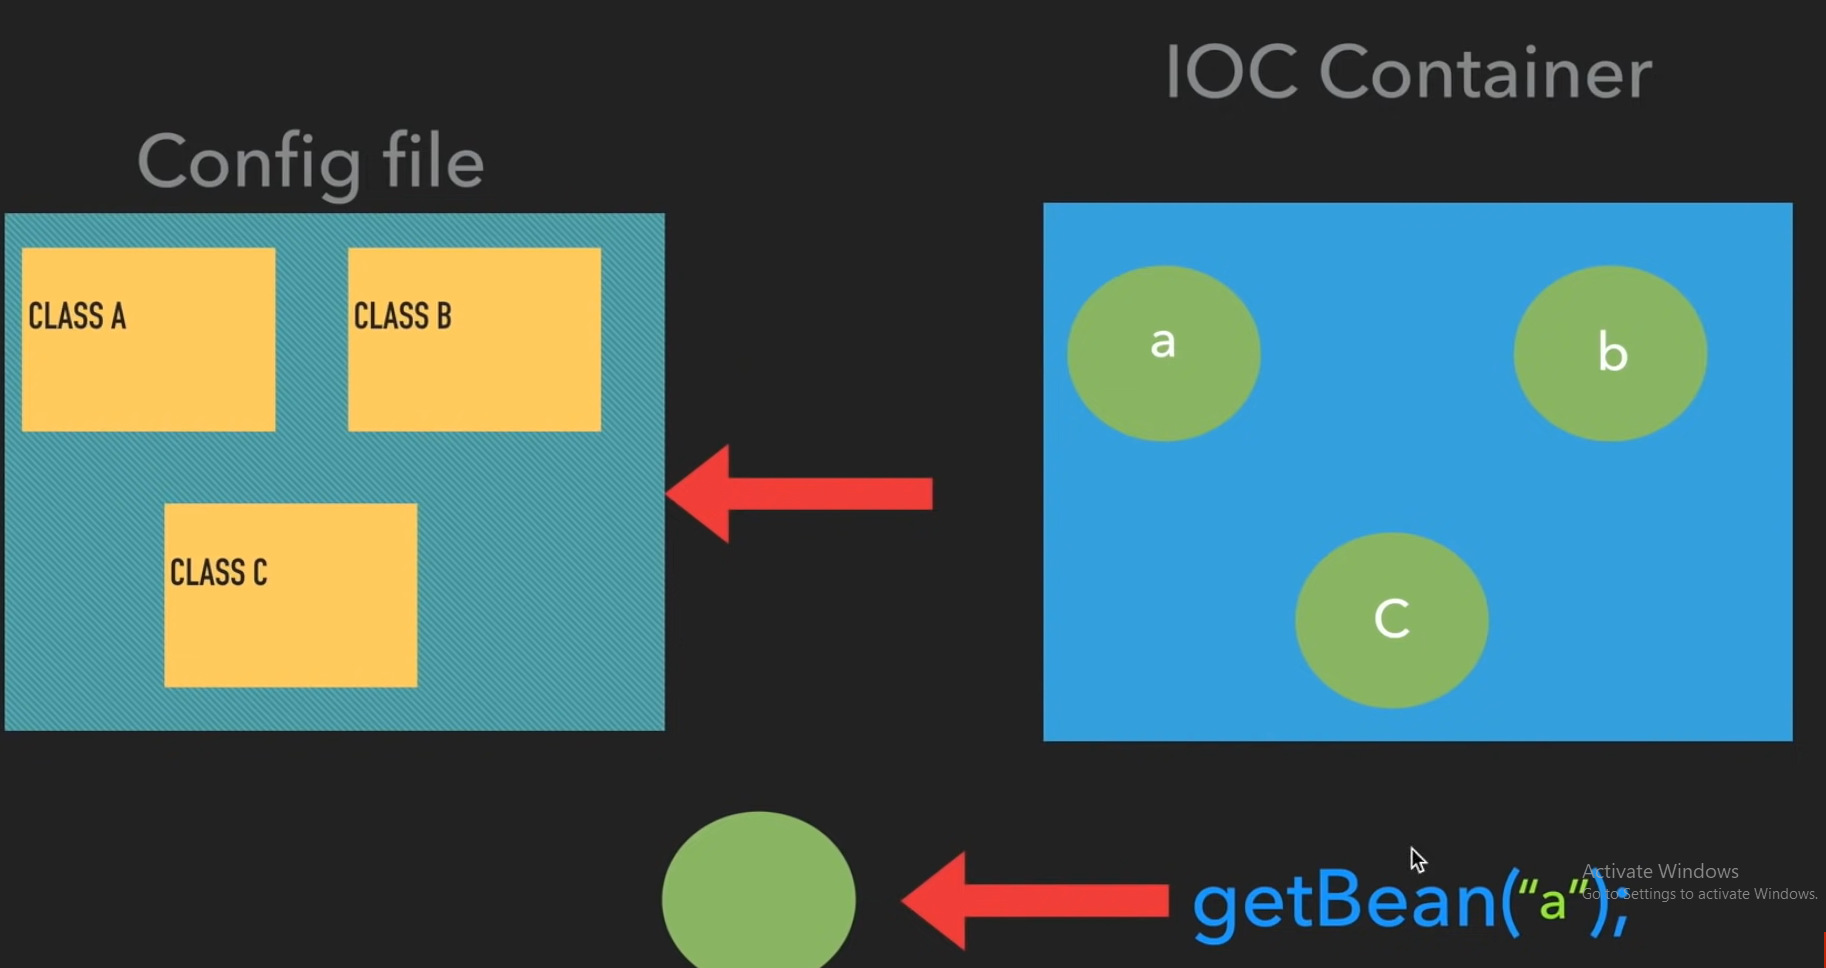 IOC Container
Config file
CLASS A
CLASS B
a
b
CLASS C
C
getBean(“a”);
Activate Windows
Go to Settings to activate Windows.